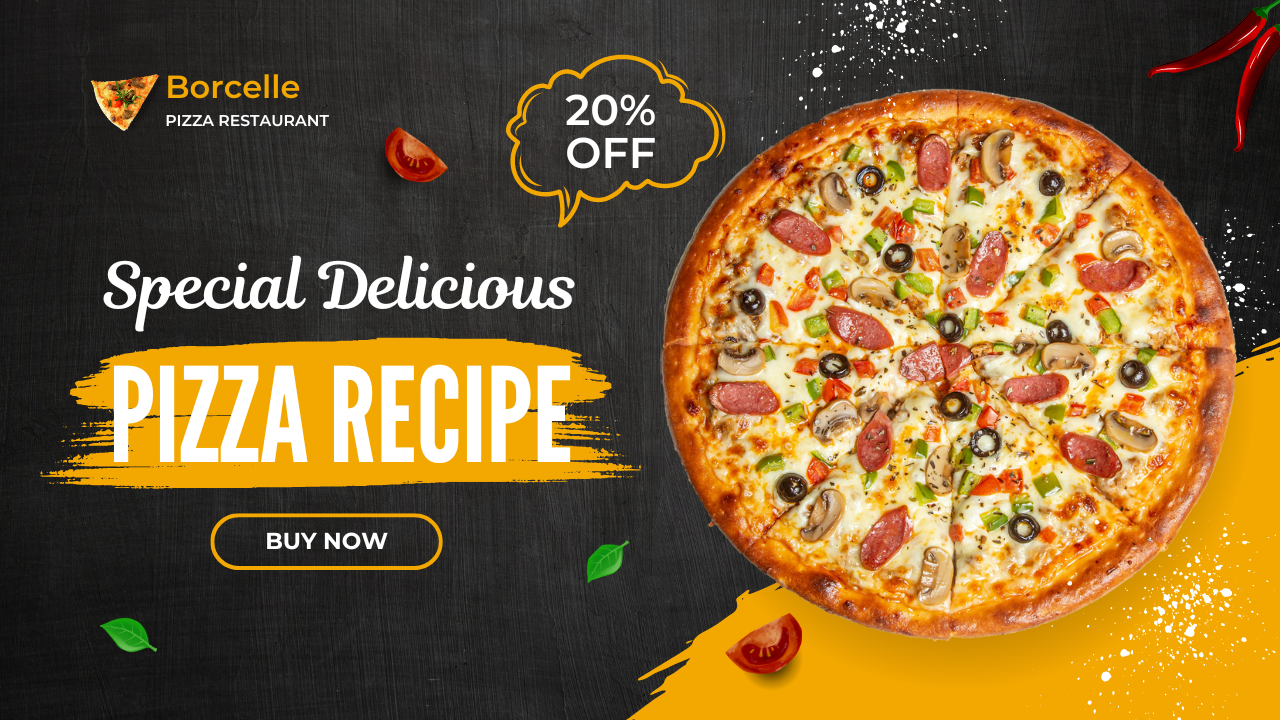 Borcelle
PIZZA RESTAURANT
20%
OFF
Special Delicious
PIZZA RECIPE
BUY NOW